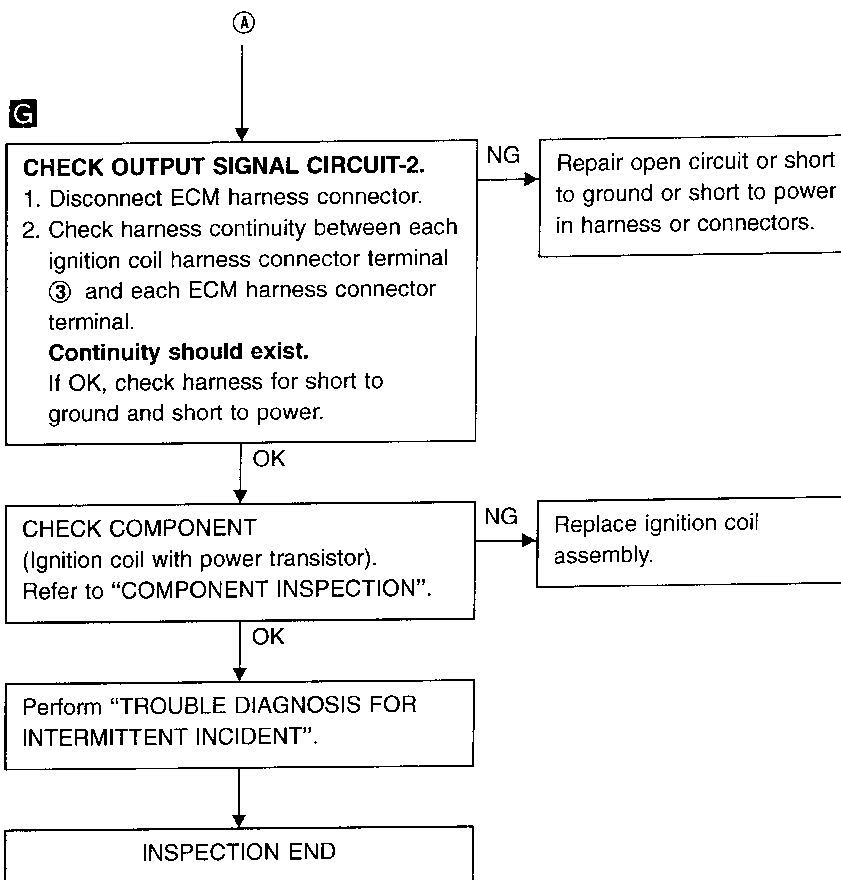 Ⓐ
G
CHECK OUTPUT SIGNAL CIRCUIT-2.
1. Disconnect ECM harness connector.
2. Check harness continuity between each
ignition coil harness connector terminal
③ and each ECM harness connector
terminal.
Continuity should exist.
If OK, check harness for short to
ground and short to power.
NG
Repair open circuit or short
to ground or short to power
in harness or connectors.
OK
CHECK COMPONENT
(Ignition coil with power transistor).
Refer to “COMPONENT INSPECTION”.
NG
Replace ignition coil
assembly.
OK
Perform “TROUBLE DIAGNOSIS FOR
INTERMITTENT INCIDENT”.
INSPECTION END